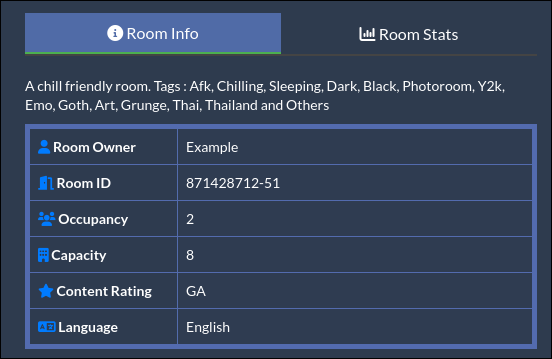 Room Info
Room Stats
A chill friendly room. Tags : Afk, Chilling, Sleeping, Dark, Black, Photoroom, Y2k,
Emo, Goth, Art, Grunge, Thai, Thailand and Others
Room Owner Example
Room ID 871428712-51
Occupancy 2
Capacity 8
Content Rating GA
Language English